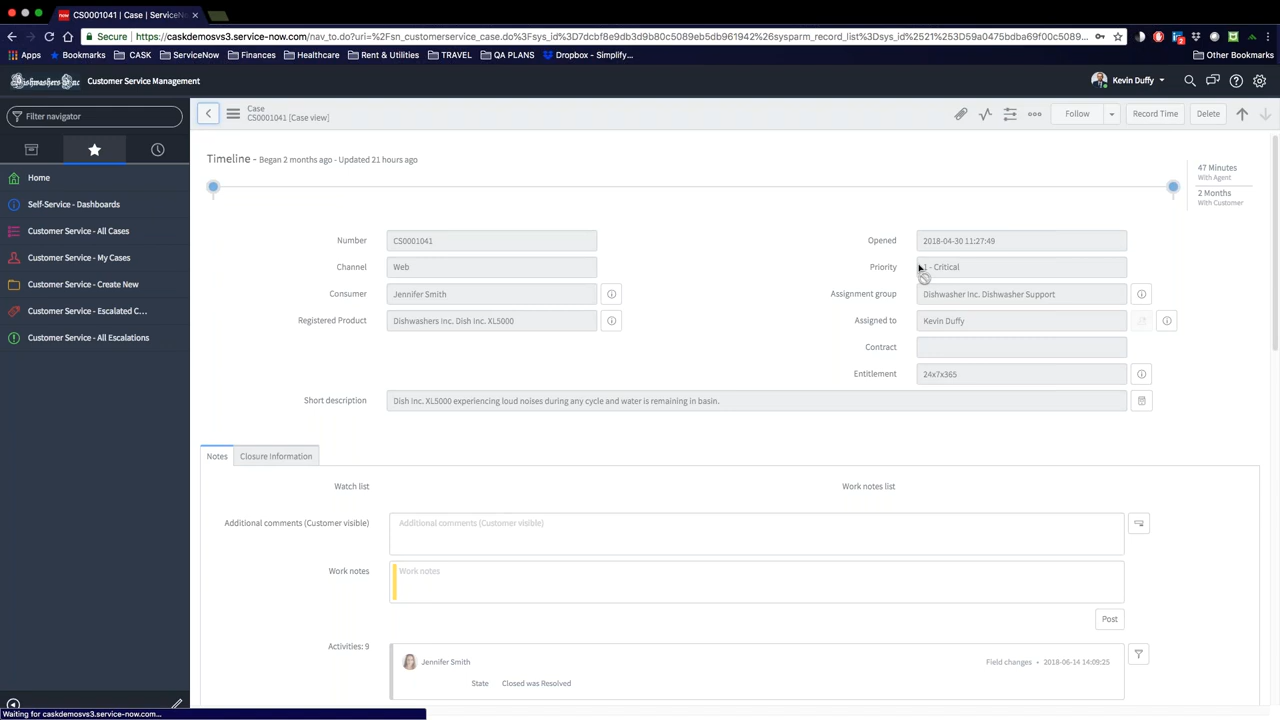 CS0001041 | Case | ServiceN
Secure
https://caskdemosvs3.service-now.com/nav_to.do?uri=%2Fsn_customerservice_case.do%3Fsys_id%3D7dcbf8e9db3d9b80c5089eb5db961942%26sysparm_record_list%3Dsys_id%2521%253D59a0475bdba69f00c5089...
Apps
Bookmarks
CASK
ServiceNow
Finances
Healthcare
Rent & Utilities
TRAVEL
QA PLANS
Dropbox - Simplify...
Other Bookmarks
Customer Service Management
Kevin Duffy
Filter navigator
Home
Self-Service - Dashboards
Customer Service - All Cases
Customer Service - My Cases
Customer Service - Create New
Customer Service - Escalated C...
Customer Service - All Escalations
Case
CS0001041 [Case view]
Follow
Record Time
Delete
Timeline - Began 2 months ago - Updated 21 hours ago
47 Minutes
With Agent
2 Months
With Customer
Number
CS0001041
Opened
2018-04-30 11:27:49
Channel
Web
Priority
1 - Critical
Consumer
Jennifer Smith
Assignment group
Dishwasher Inc. Dishwasher Support
Registered Product
Dishwashers Inc. Dish Inc. XL5000
Assigned to
Kevin Duffy
Contract
Entitlement
24x7x365
Short description
Dish Inc. XL5000 experiencing loud noises during any cycle and water is remaining in basin.
Notes
Closure Information
Watch list
Work notes list
Additional comments (Customer visible)
Additional comments (Customer visible)
Work notes
Work notes
Post
Activities: 9
Jennifer Smith
Field changes • 2018-06-14 14:09:25
State
Closed was Resolved
Waiting for caskdemosvs3.service-now.com...